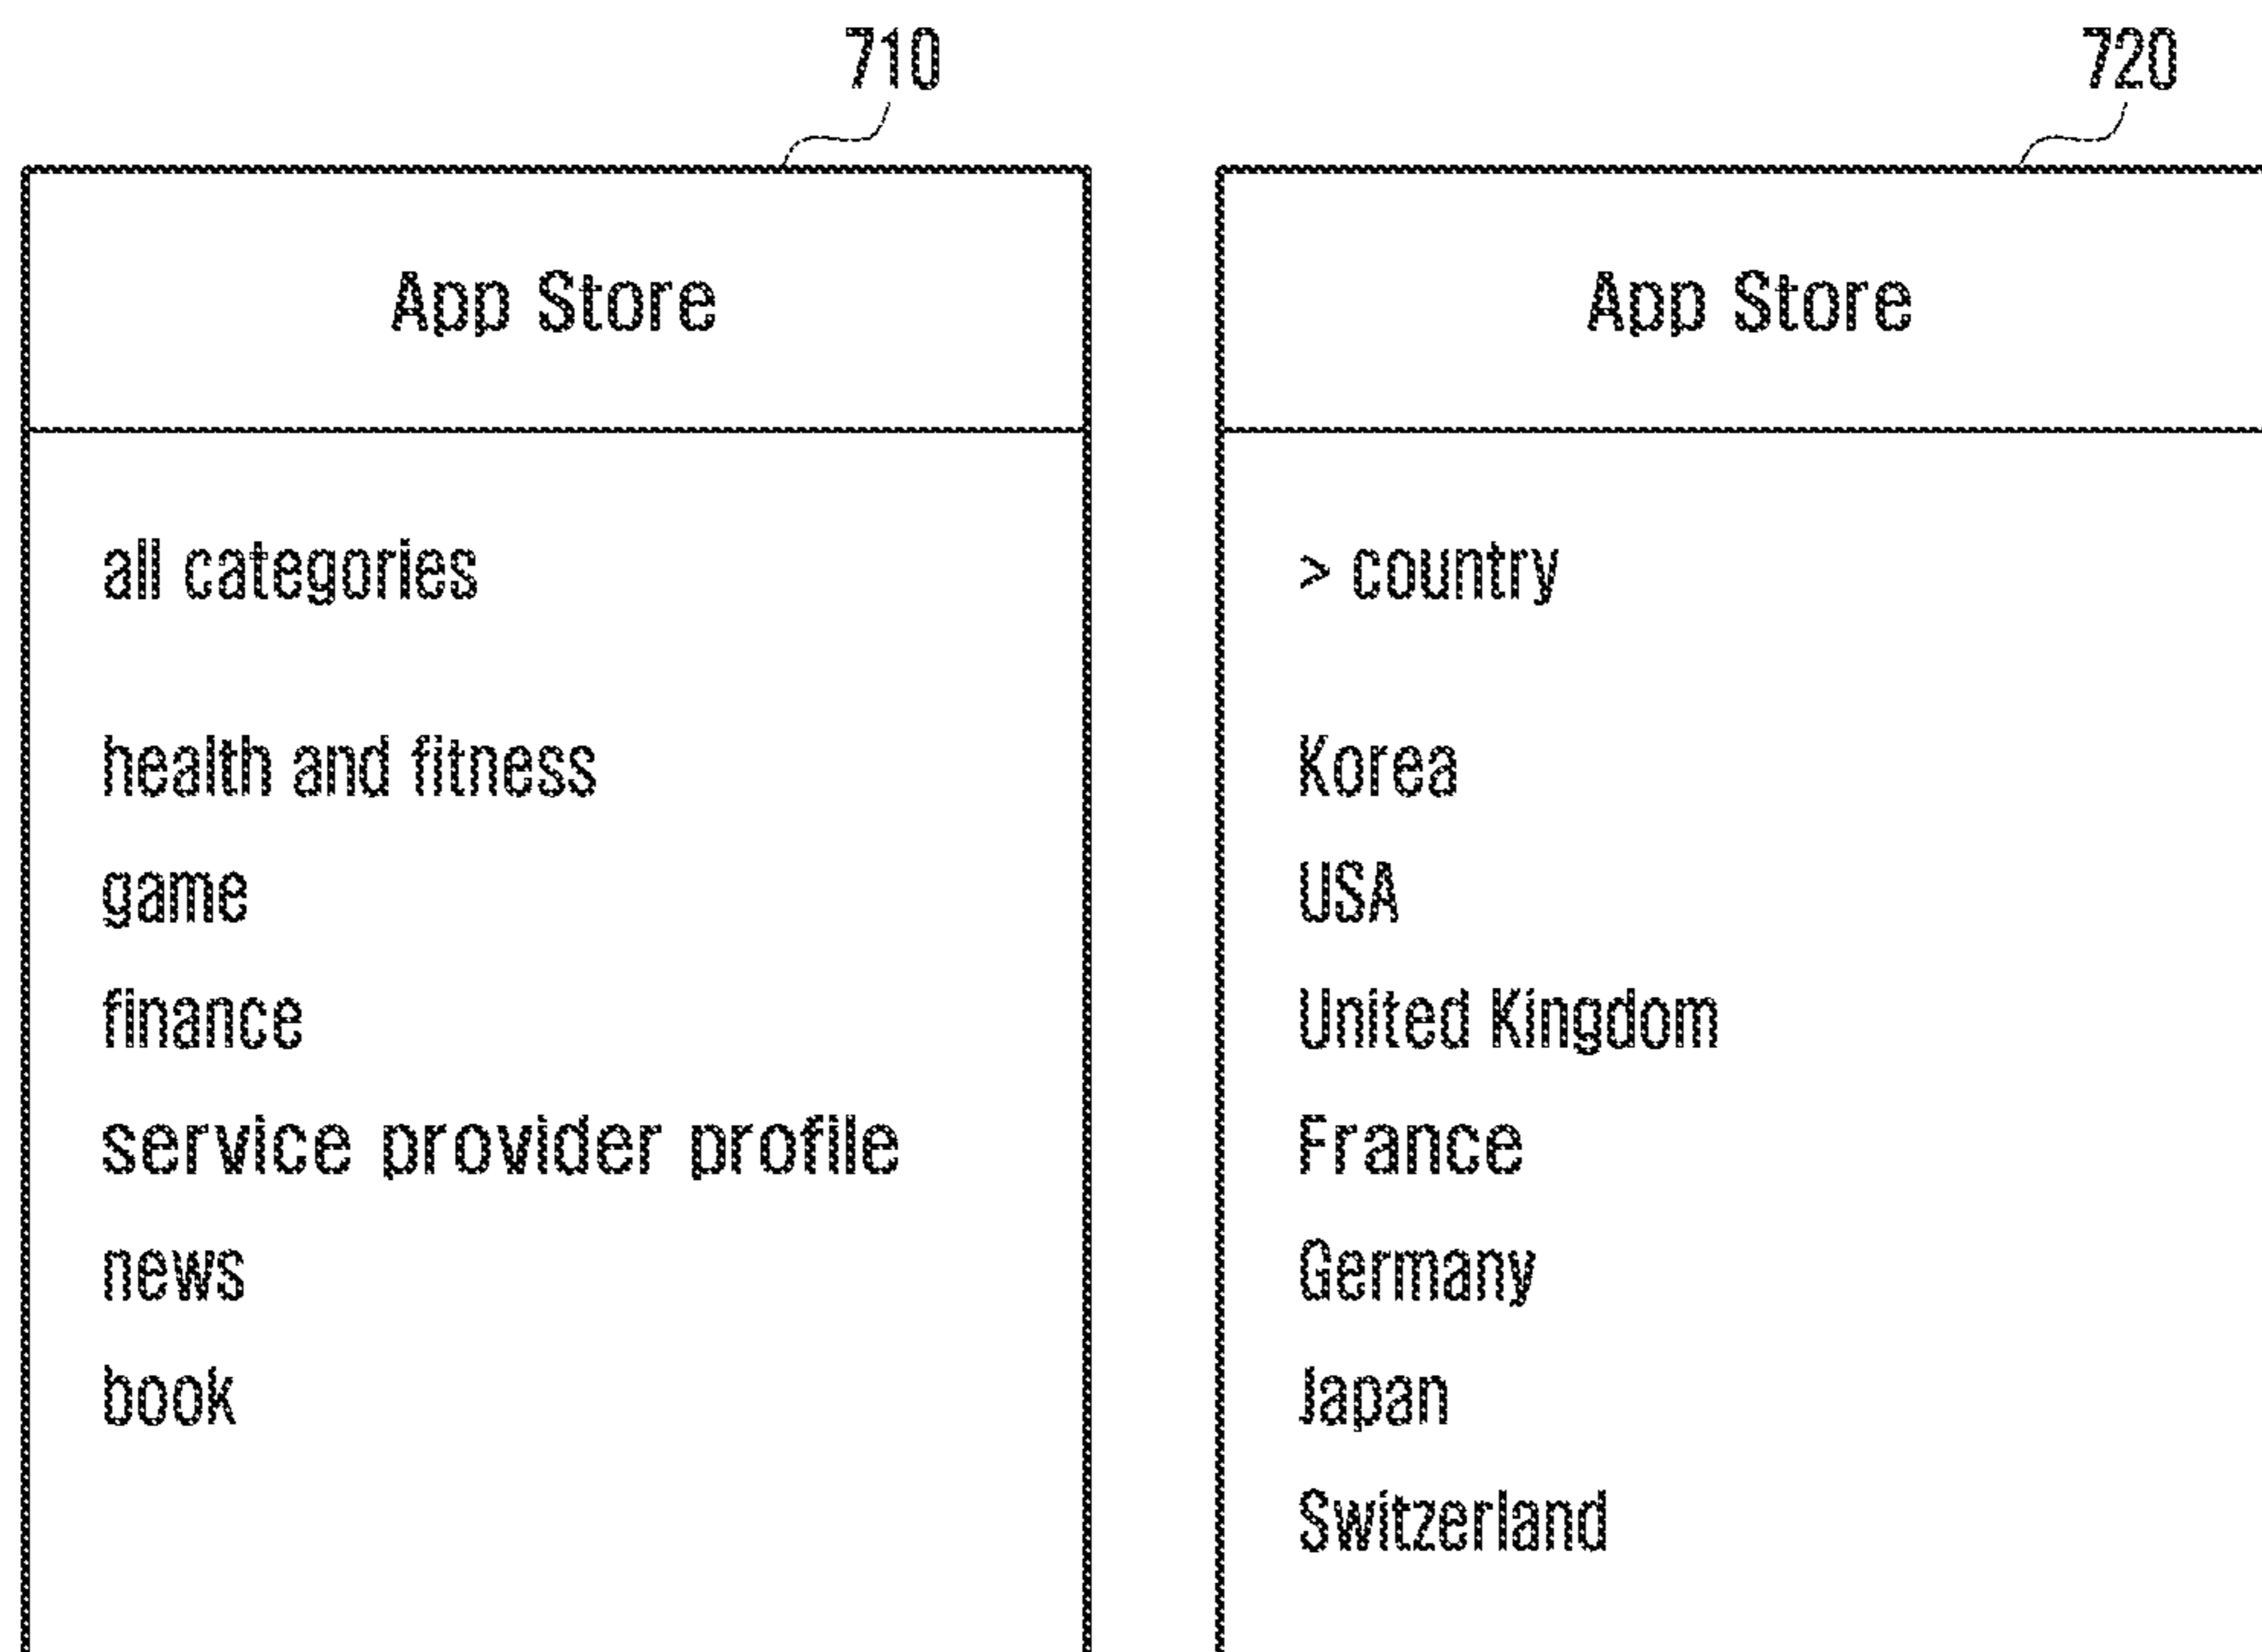 710
App Store
all categories
health and fitness
game
finance
service provider profile
news
book
720
App Store
> country
Korea
USA
United Kingdom
France
Germany
Japan
Switzerland